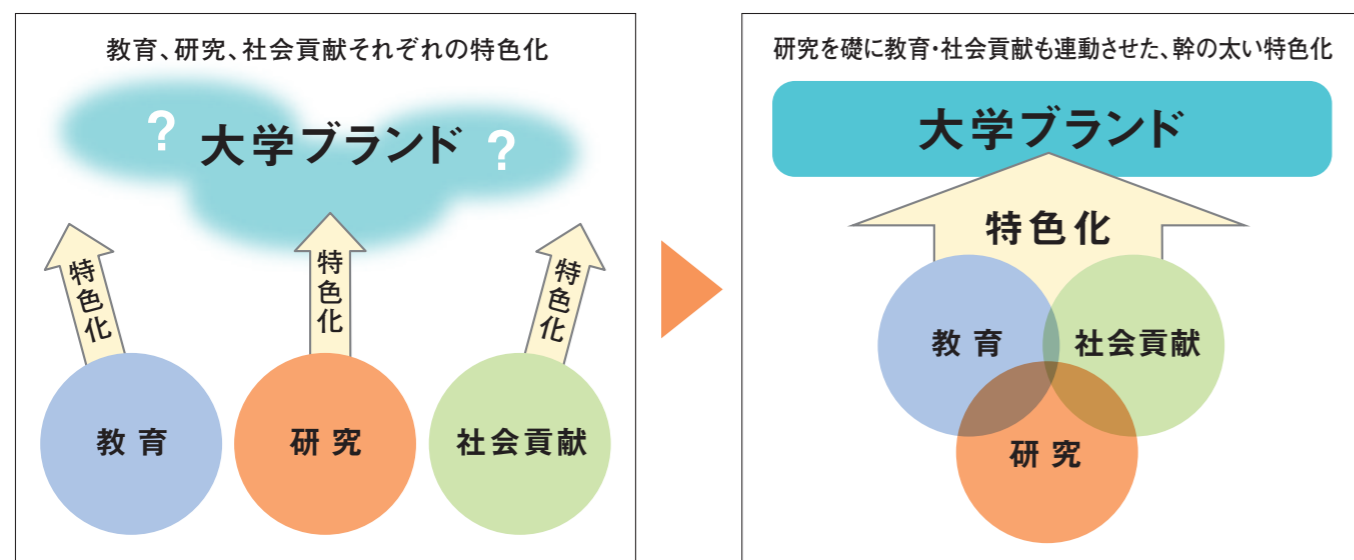 教育、研究、社会貢献それぞれの特色化
? 大学ブランド ?
特色化
特色化
特色化
教育
研究
社会貢献
研究を礎に教育・社会貢献も連動させた、幹の太い特色化
大学ブランド
特色化
教育
社会貢献
研究